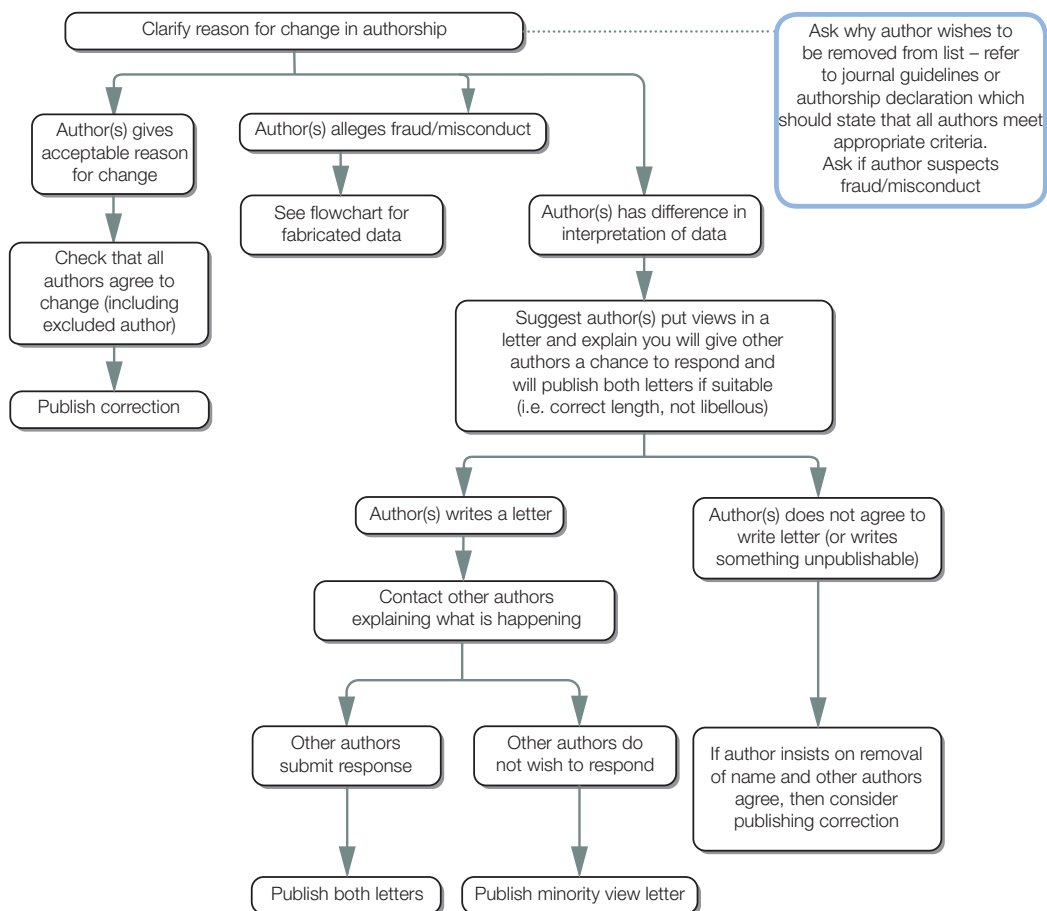 Clarify reason for change in authorship
Ask why author wishes to
be removed from list – refer
to journal guidelines or
authorship declaration which
should state that all authors meet
appropriate criteria.
Ask if author suspects
fraud/misconduct
Author(s) gives
acceptable reason
for change
Author(s) alleges fraud/misconduct
See flowchart for
fabricated data
Author(s) has difference in
interpretation of data
Check that all
authors agree to
change (including
excluded author)
Publish correction
Suggest author(s) put views in a
letter and explain you will give other
authors a chance to respond and
will publish both letters if suitable
(i.e. correct length, not libellous)
Author(s) writes a letter
Author(s) does not agree to
write letter (or writes
something unpublishable)
Contact other authors
explaining what is happening
Other authors
submit response
Other authors do
not wish to respond
If author insists on removal
of name and other authors
agree, then consider
publishing correction
Publish both letters
Publish minority view letter